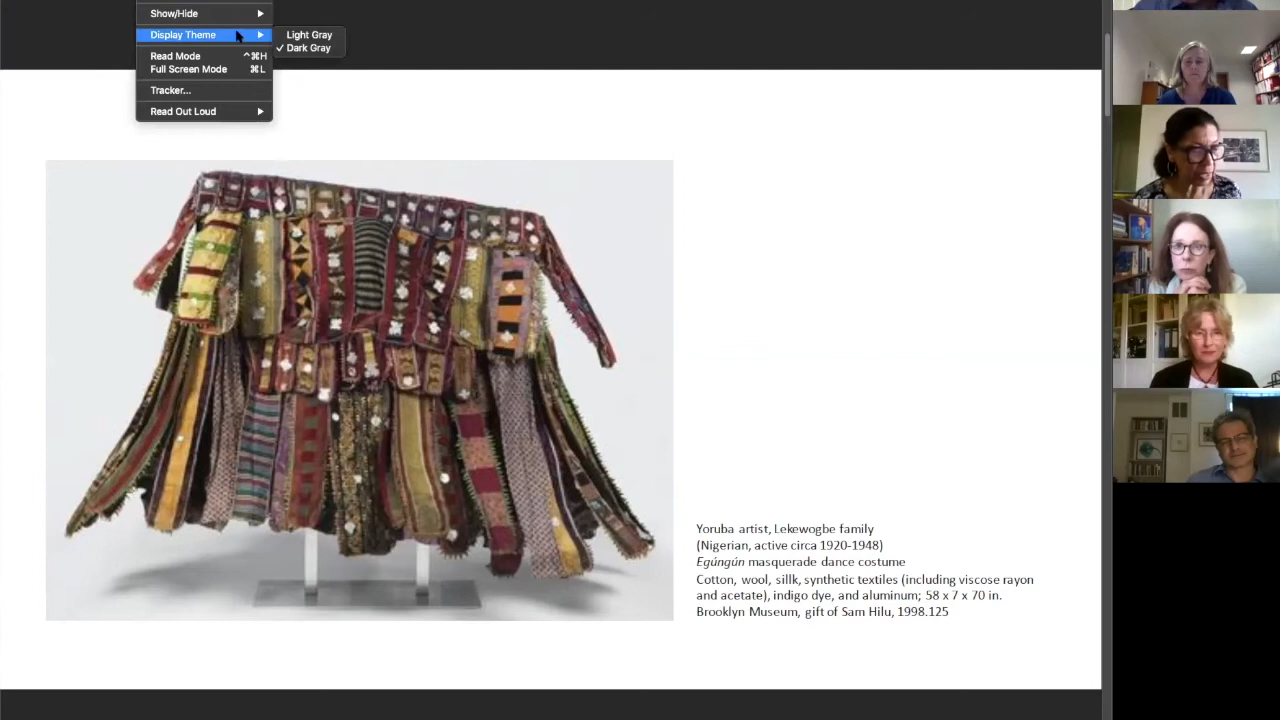 Show/Hide
Display Theme
Light Gray
✓ Dark Gray
Read Mode ^⌘H
Full Screen Mode ⌘L
Tracker...
Read Out Loud
Yoruba artist, Lekewogbe family
(Nigerian, active circa 1920-1948)
Egúngún masquerade dance costume
Cotton, wool, sillk, synthetic textiles (including viscose rayon
and acetate), indigo dye, and aluminum; 58 x 7 x 70 in.
Brooklyn Museum, gift of Sam Hilu, 1998.125